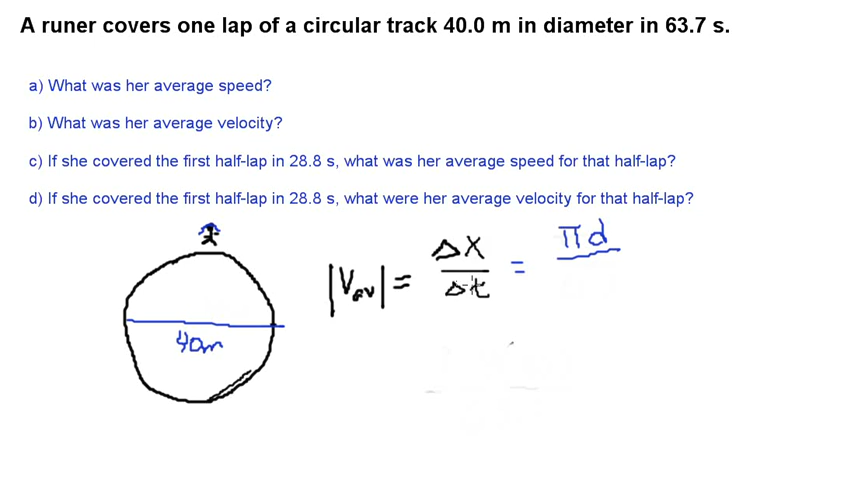 A runer covers one lap of a circular track 40.0 m in diameter in 63.7 s.
a) What was her average speed?
b) What was her average velocity?
c) If she covered the first half-lap in 28.8 s, what was her average speed for that half-lap?
d) If she covered the first half-lap in 28.8 s, what were her average velocity for that half-lap?
|Vav| = ΔX/Δt = πd
40m